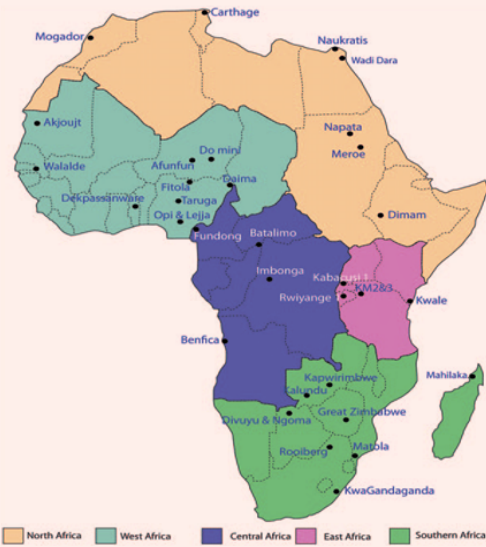 Carthage
Mogador
Naukratis
Wadi Dara
Akjoujt
Napata
Do mini
Meroe
Walalde
Afunfun
Daima
Fitola
Dekpassanware
Taruga
Dimam
Opi & Lejja
Fundong
Batalimo
Imbonga
Kabacusi 1
KM2&3
Rwiyange 1
Kwale
Benfica
Kapwirimbwe
Mahilaka
Kalundu
Divuyu & Ngoma
Great Zimbabwe
Rooiberg
Matola
KwaGandaganda
North Africa
West Africa
Central Africa
East Africa
Southern Africa